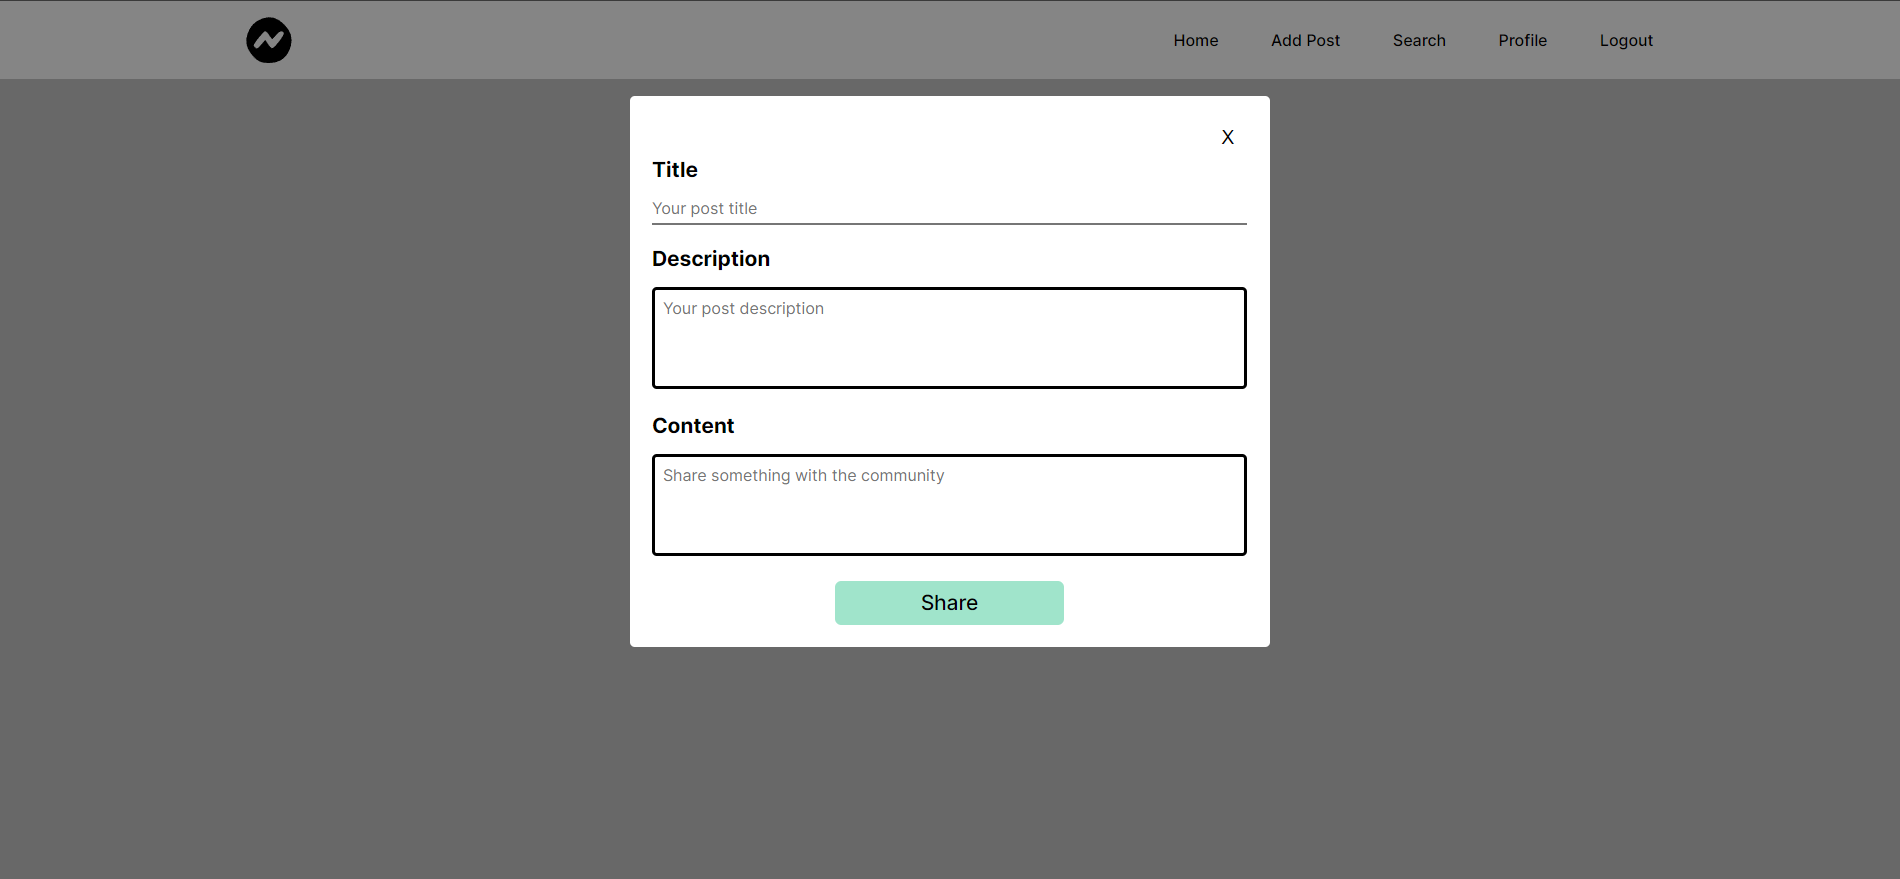 Home Add Post Search Profile Logout
X
Title
Your post title
Description
Your post description
Content
Share something with the community
Share